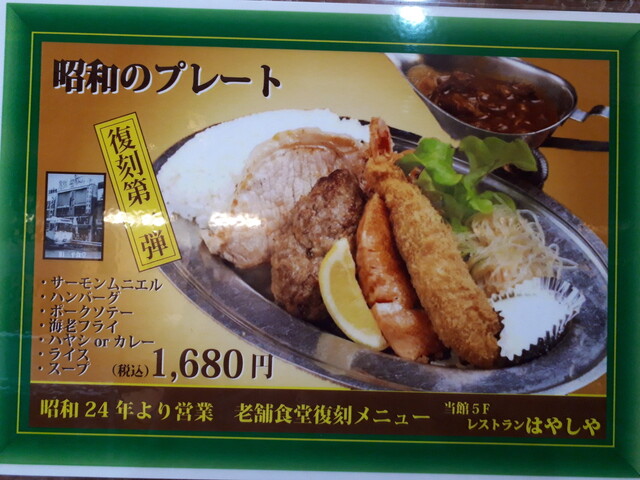 昭和のプレート
復刻第一弾
・サーモンムニエル
・ハンバーグ
・ポークソテー
・海老フライ
・ハヤシorカレー
・ライス
・スープ
(税込) 1,680円
昭和24年より営業 老舗食堂復刻メニュー
当館5F
レストランはやしや